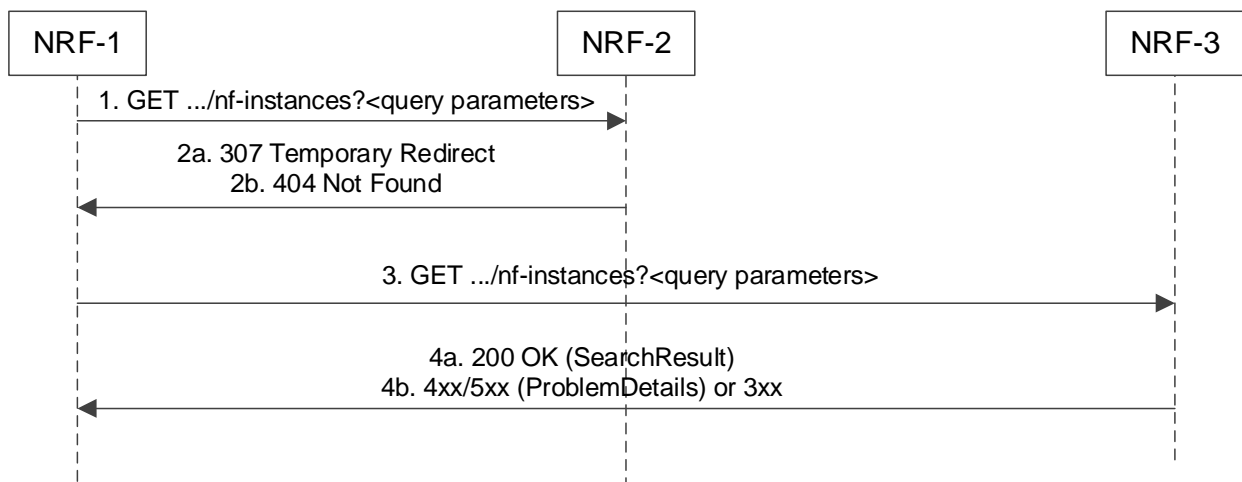 NRF-1
NRF-2
NRF-3
1. GET .../nf-instances?<query parameters>
2a. 307 Temporary Redirect
2b. 404 Not Found
3. GET .../nf-instances?<query parameters>
4a. 200 OK (SearchResult)
4b. 4xx/5xx (ProblemDetails) or 3xx